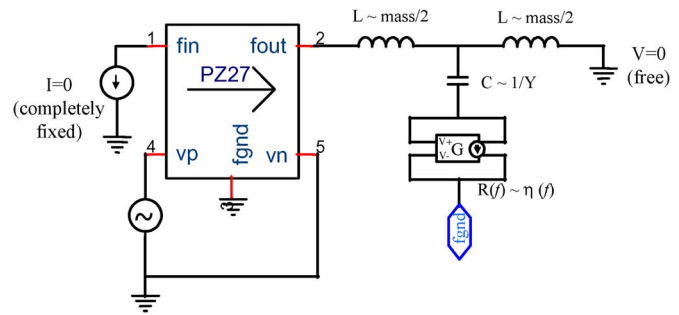 L ~ mass/2
L ~ mass/2
1
fin
fout
2
V=0
(free)
PZ27
I=0
(completely
fixed)
C ~ 1/Y
4
vp
fgnd
vn
5
V+
V-
G
3
R(f) ~ η (f)
~
fgnd